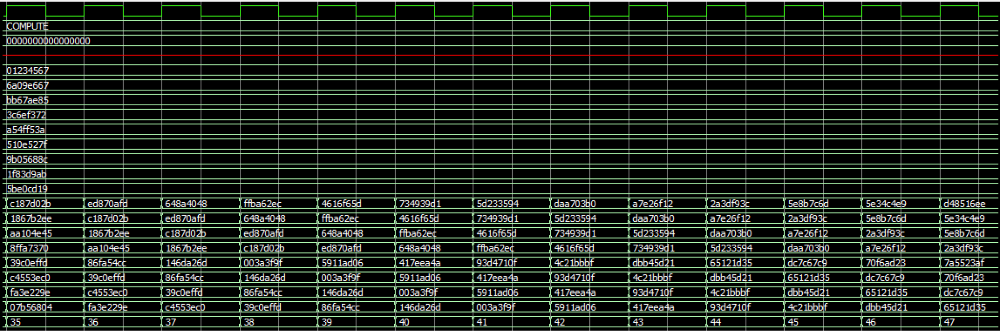 COMPUTE
0000000000000000
01234567
6a09e667
bb67ae85
3c6ef372
a54ff53a
510e527f
9b05688c
1f83d9ab
5be0cd19
c187d02b ed870afd 648a4048 ffba62ec 4616f65d 734939d1 5d233594 daa703b0 a7e26f12 2a3df93c 5e8b7c6d 5e34c4e9 d48516ee
1867b2ee c187d02b ed870afd 648a4048 ffba62ec 4616f65d 734939d1 5d233594 daa703b0 a7e26f12 2a3df93c 5e8b7c6d 5e34c4e9
aa104e45 1867b2ee c187d02b ed870afd 648a4048 ffba62ec 4616f65d 734939d1 5d233594 daa703b0 a7e26f12 2a3df93c 5e8b7c6d
8ffa7370 aa104e45 1867b2ee c187d02b ed870afd 648a4048 ffba62ec 4616f65d 734939d1 5d233594 daa703b0 a7e26f12 2a3df93c
39c0effd 86fa54cc 146da26d 003a3f9f 5911ad06 417eea4a 93d4710f 4c21bbbf dbb45d21 65121d35 dc7c67c9 70f6ad23 7a5523af
c4553ec0 39c0effd 86fa54cc 146da26d 003a3f9f 5911ad06 417eea4a 93d4710f 4c21bbbf dbb45d21 65121d35 dc7c67c9 70f6ad23
fa3e229e c4553ec0 39c0effd 86fa54cc 146da26d 003a3f9f 5911ad06 417eea4a 93d4710f 4c21bbbf dbb45d21 65121d35 dc7c67c9
07b56804 fa3e229e c4553ec0 39c0effd 86fa54cc 146da26d 003a3f9f 5911ad06 417eea4a 93d4710f 4c21bbbf dbb45d21 65121d35
35 36 37 38 39 40 41 42 43 44 45 46 47